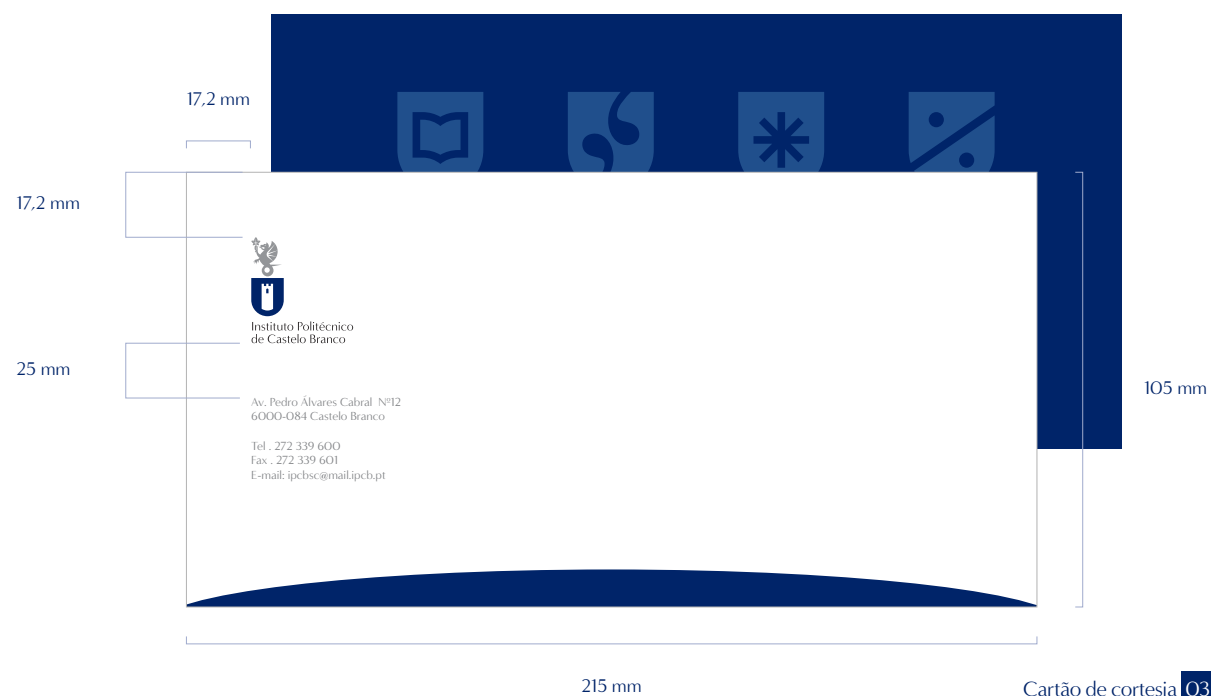 17,2 mm
17,2 mm
Instituto Politécnico
de Castelo Branco
25 mm
105 mm
Av. Pedro Álvares Cabral  Nº12
6000-084 Castelo Branco
Tel . 272 339 600
Fax . 272 339 601
E-mail: ipcbsc@mail.ipcb.pt
215 mm
Cartão de cortesia 03